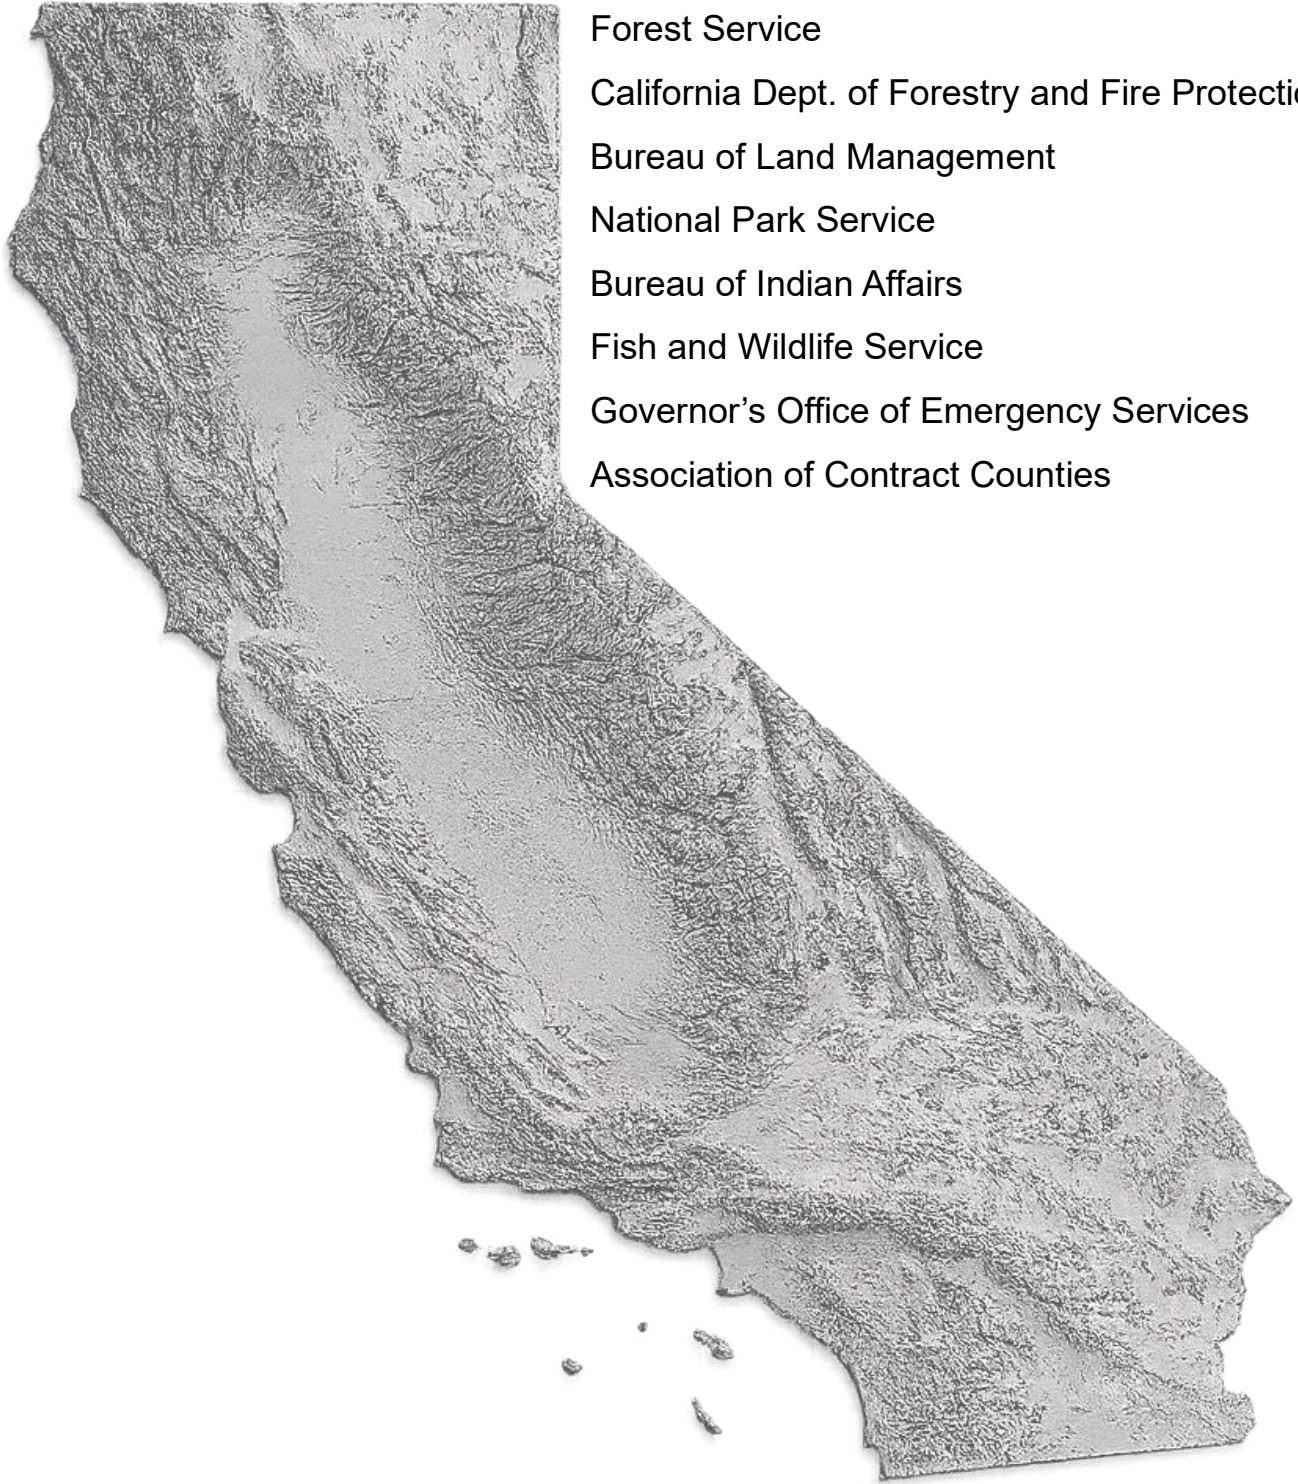 Forest Service
California Dept. of Forestry and Fire Protecti
Bureau of Land Management
National Park Service
Bureau of Indian Affairs
Fish and Wildlife Service
Governor’s Office of Emergency Services
Association of Contract Counties